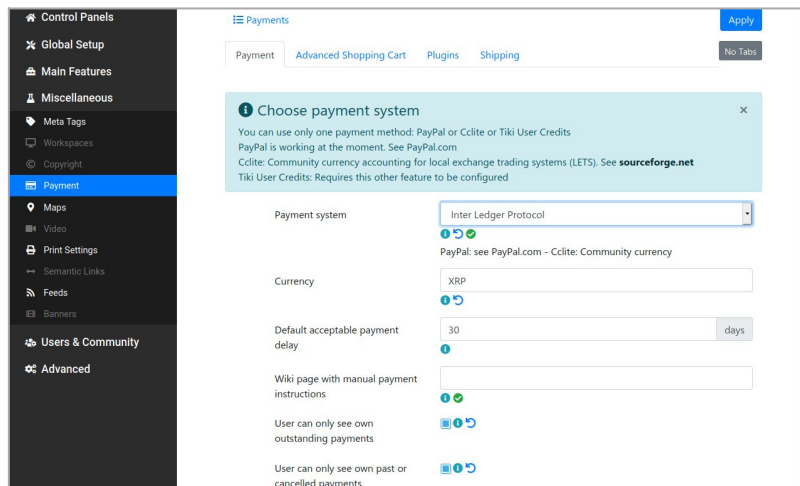 Control Panels
Global Setup
Main Features
Miscellaneous
Meta Tags
Workspaces
Copyright
Payment
Maps
Video
Print Settings
Semantic Links
Feeds
Banners
Users & Community
Advanced
Payments
Apply
Payment Advanced Shopping Cart Plugins Shipping
No Tabs
Choose payment system ×
You can use only one payment method: PayPal or Cclite or Tiki User Credits
PayPal is working at the moment. See PayPal.com
Cclite: Community currency accounting for local exchange trading systems (LETS). See sourceforge.net
Tiki User Credits: Requires this other feature to be configured
Payment system Inter Ledger Protocol
PayPal: see PayPal.com - Cclite: Community currency
Currency XRP
Default acceptable payment 30 days
delay
Wiki page with manual payment
instructions
User can only see own
outstanding payments
User can only see own past or
cancelled payments